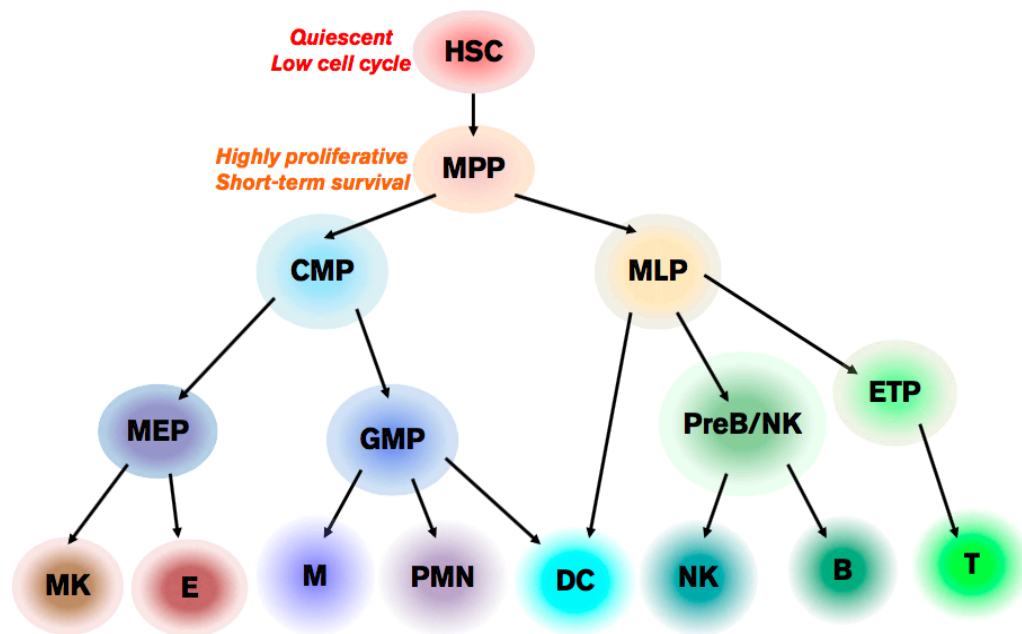 Quiescent
Low cell cycle
HSC
Highly proliferative
Short-term survival
MPP
CMP
MLP
MEP
GMP
PreB/NK
ETP
MK
E
M
PMN
DC
NK
B
T